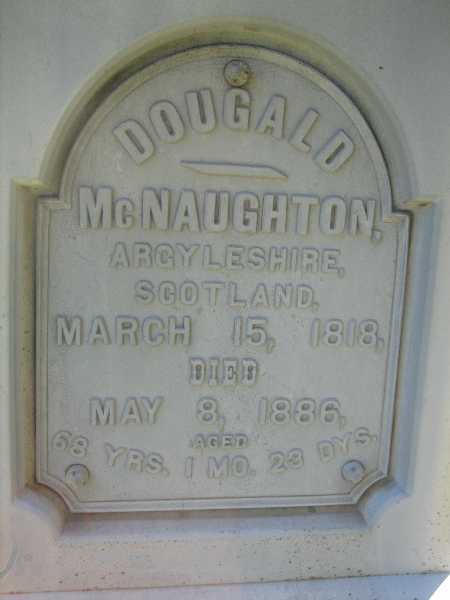 DOUGALD
McNAUGHTON,
ARGYLESHIRE,
SCOTLAND,
MARCH 15, 1818,
DIED
MAY 8, 1886,
AGED
68 YRS. 1 MO. 23 DYS.